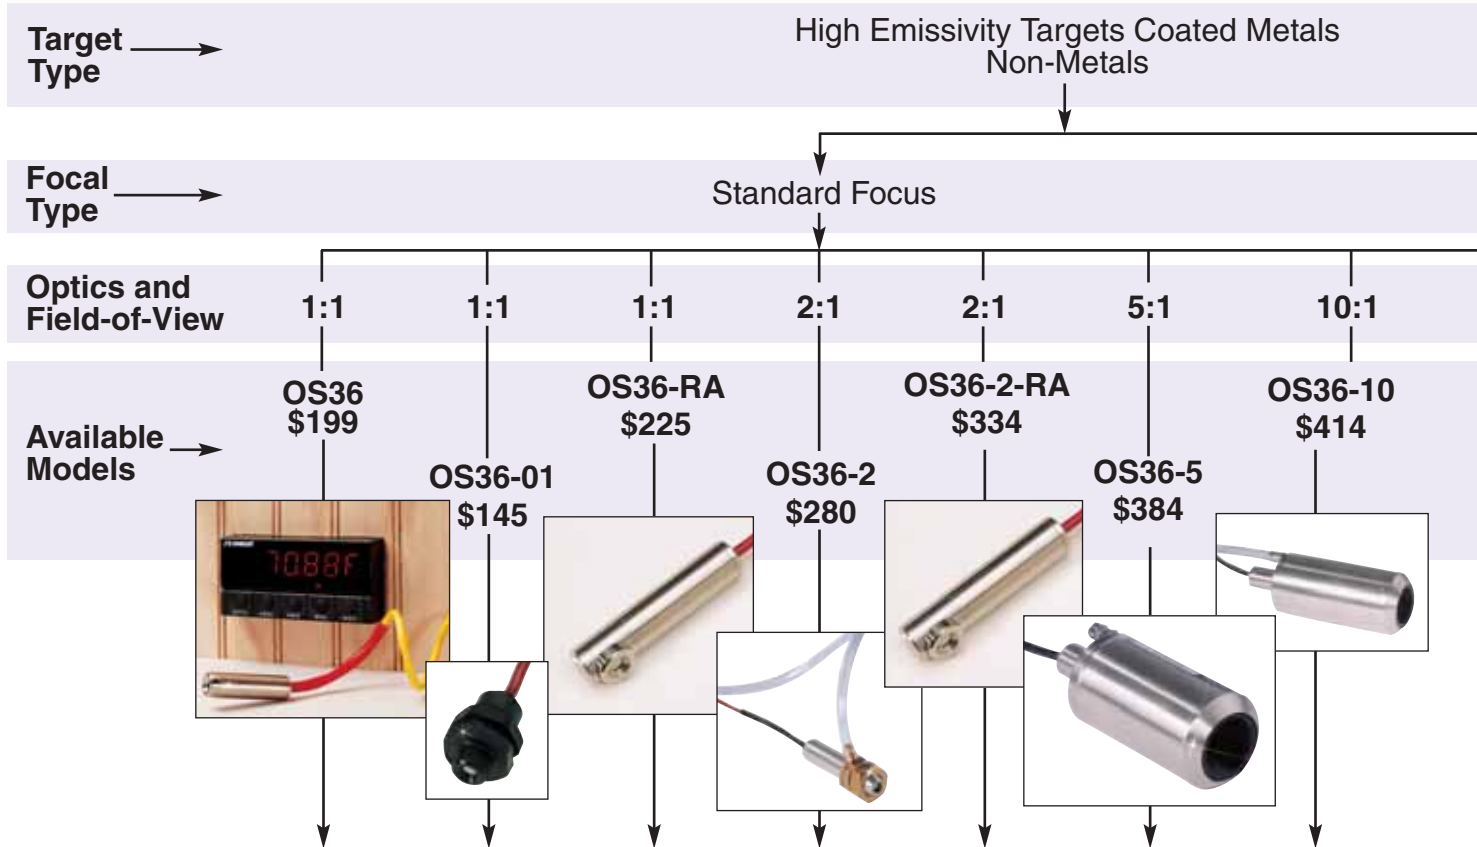 Target
Type
High Emissivity Targets Coated Metals
Non-Metals
Focal
Type
Standard Focus
Optics and
Field-of-View
1:1
1:1
1:1
2:1
2:1
5:1
10:1
Available
Models
OS36
$199
OS36-01
$145
OS36-RA
$225
OS36-2
$280
OS36-2-RA
$334
OS36-5
$384
OS36-10
$414
70.88F